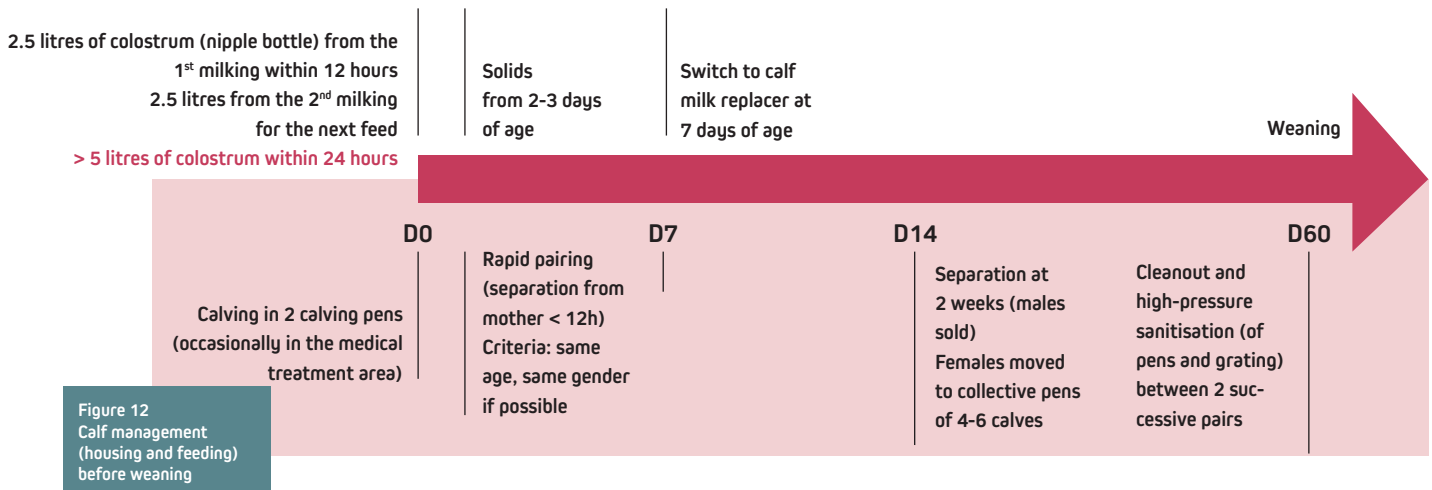 2.5 litres of colostrum (nipple bottle) from the
1st milking within 12 hours
2.5 litres from the 2nd milking
for the next feed
> 5 litres of colostrum within 24 hours
Solids
from 2-3 days
of age
Switch to calf
milk replacer at
7 days of age
Weaning
D0
D7
D14
D60
Calving in 2 calving pens
(occasionally in the medical
treatment area)
Rapid pairing
(separation from
mother < 12h)
Criteria: same
age, same gender
if possible
Separation at
2 weeks (males
sold)
Females moved
to collective pens
of 4-6 calves
Cleanout and
high-pressure
sanitisation (of
pens and grating)
between 2 suc-
cessive pairs
Figure 12
Calf management
(housing and feeding)
before weaning